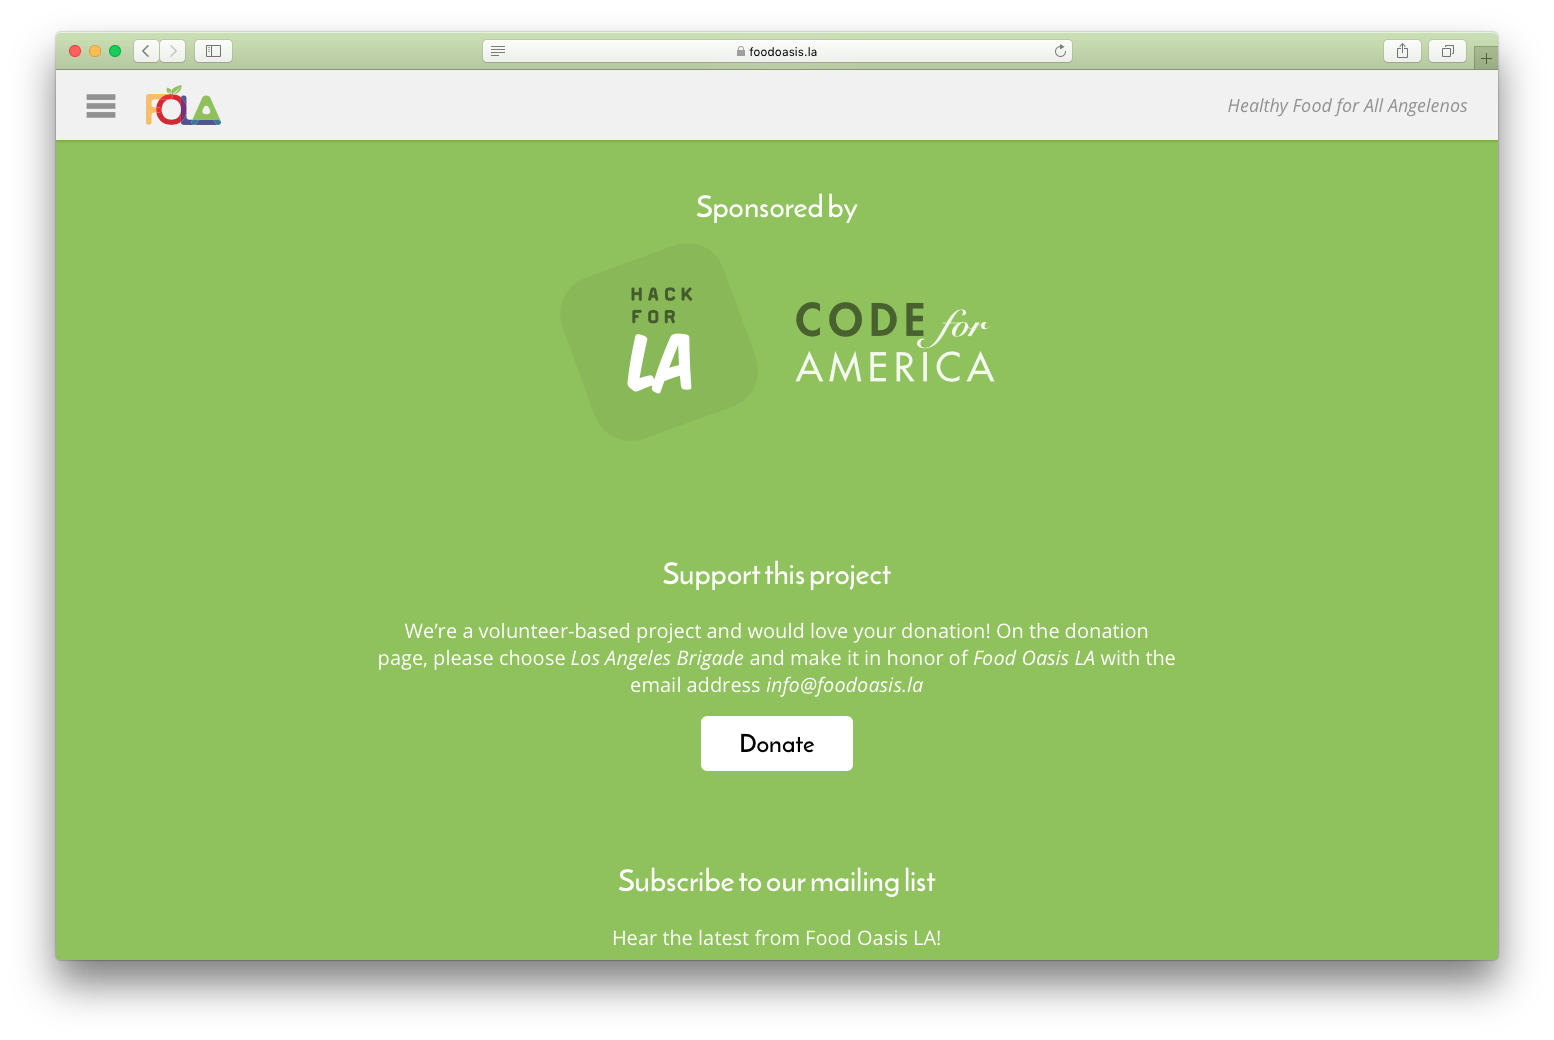 foodoasis.la
FOLA
Healthy Food for All Angelenos
Sponsored by
HACK
FOR
LA
CODE for
AMERICA
Support this project
We’re a volunteer-based project and would love your donation! On the donation
page, please choose Los Angeles Brigade and make it in honor of Food Oasis LA with the
email address info@foodoasis.la
Donate
Subscribe to our mailing list
Hear the latest from Food Oasis LA!